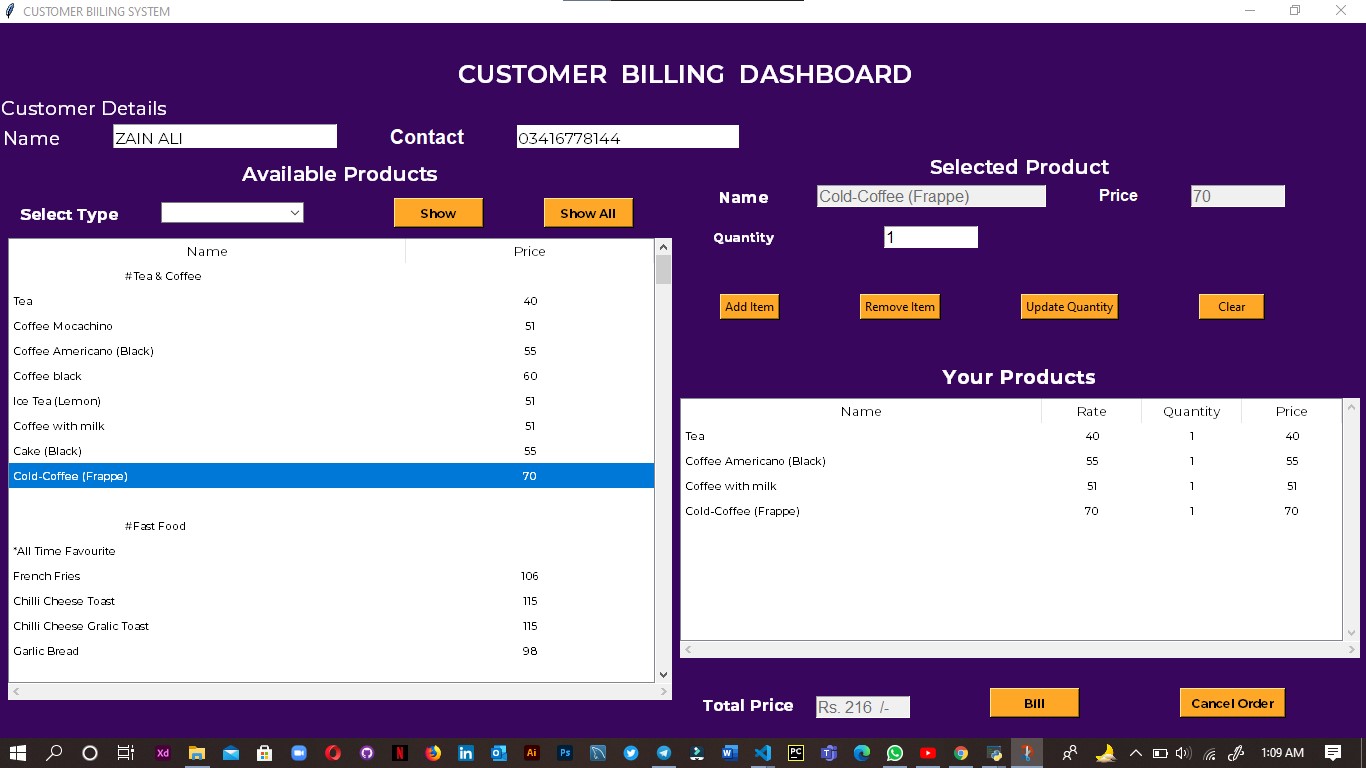 CUSTOMER BIILING SYSTEM
CUSTOMER BILLING DASHBOARD
Customer Details
Name ZAIN ALI Contact 03416778144
Available Products
Select Type Show Show All
Name Price
#Tea & Coffee
Tea 40
Coffee Mocachino 51
Coffee Americano (Black) 55
Coffee black 60
Ice Tea (Lemon) 51
Coffee with milk 51
Cake (Black) 55
Cold-Coffee (Frappe) 70
#Fast Food
*All Time Favourite
French Fries 106
Chilli Cheese Toast 115
Chilli Cheese Gralic Toast 115
Garlic Bread 98
Selected Product
Name Cold-Coffee (Frappe) Price 70
Quantity 1
Add Item Remove Item Update Quantity Clear
Your Products
Name Rate Quantity Price
Tea 40 1 40
Coffee Americano (Black) 55 1 55
Coffee with milk 51 1 51
Cold-Coffee (Frappe) 70 1 70
Total Price Rs. 216 /- Bill Cancel Order
Xd N in Ai Ps W PC 1:09 AM